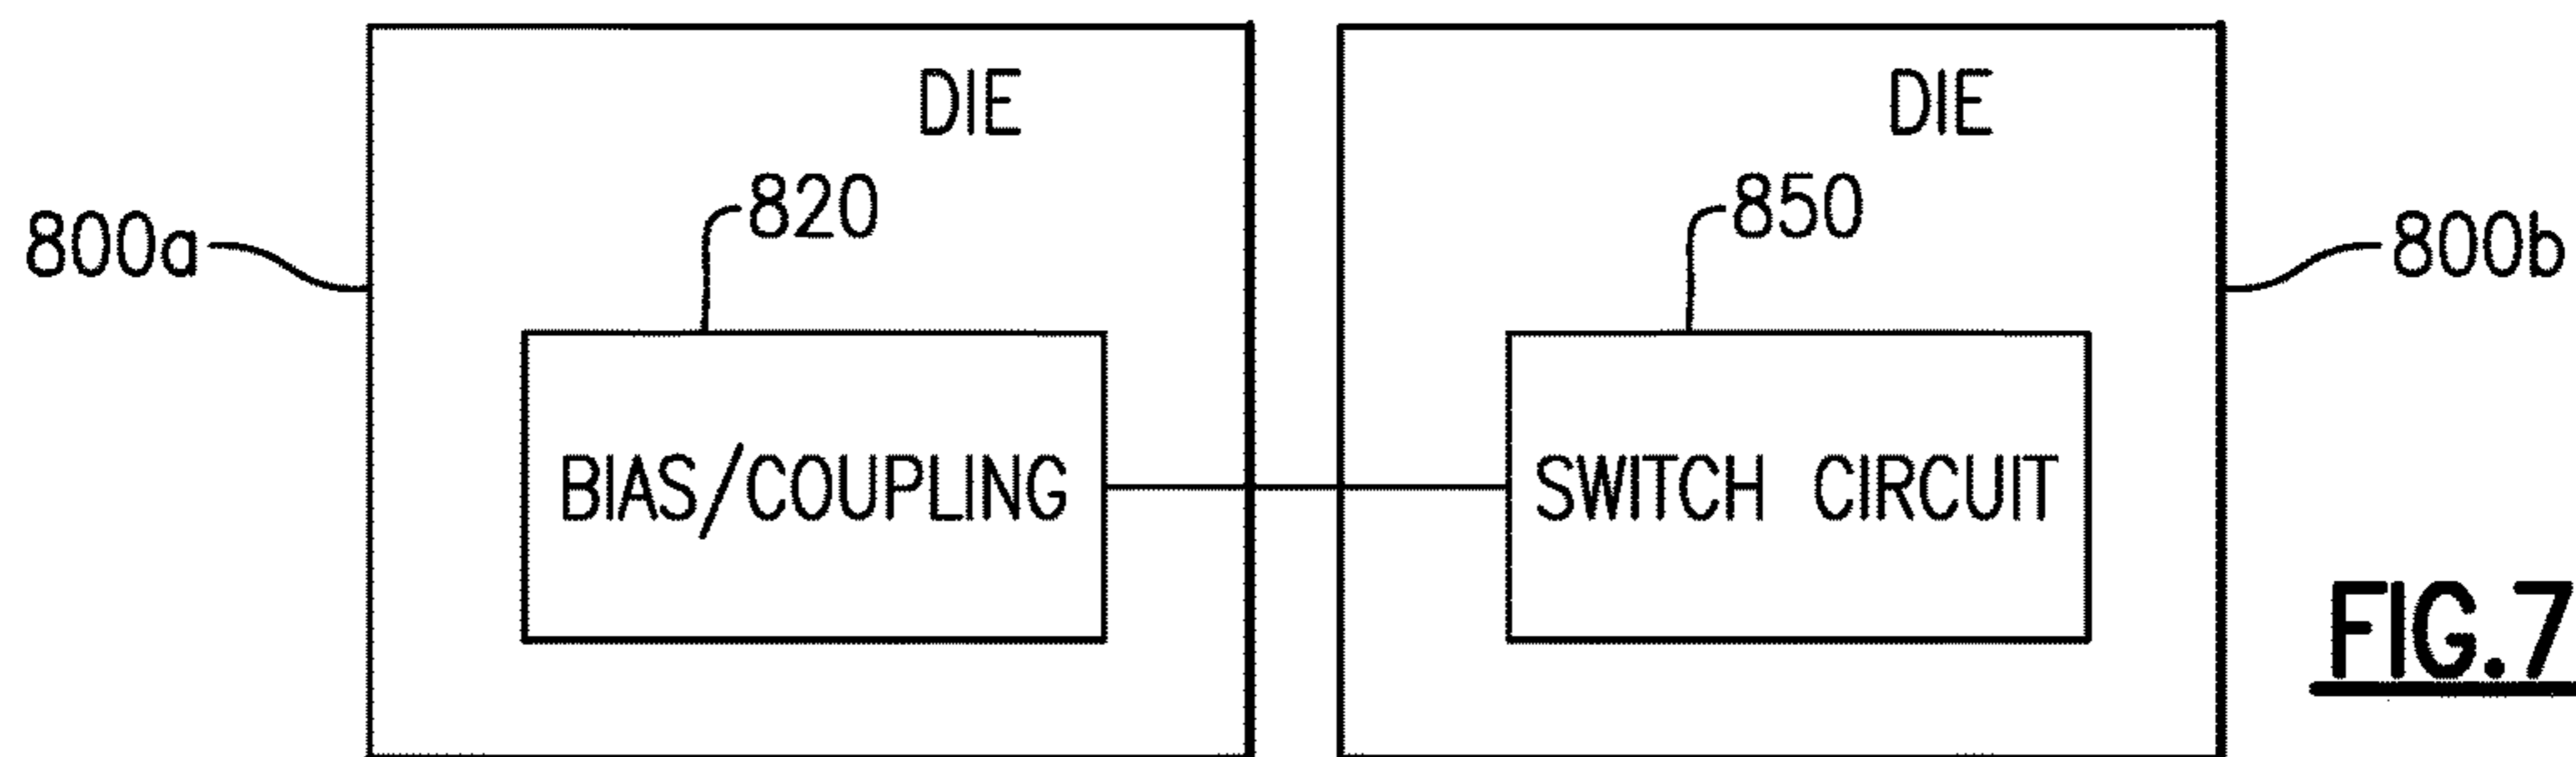 DIE
DIE
820
850
800a
800b
BIAS/COUPLING
SWITCH CIRCUIT
FIG.7